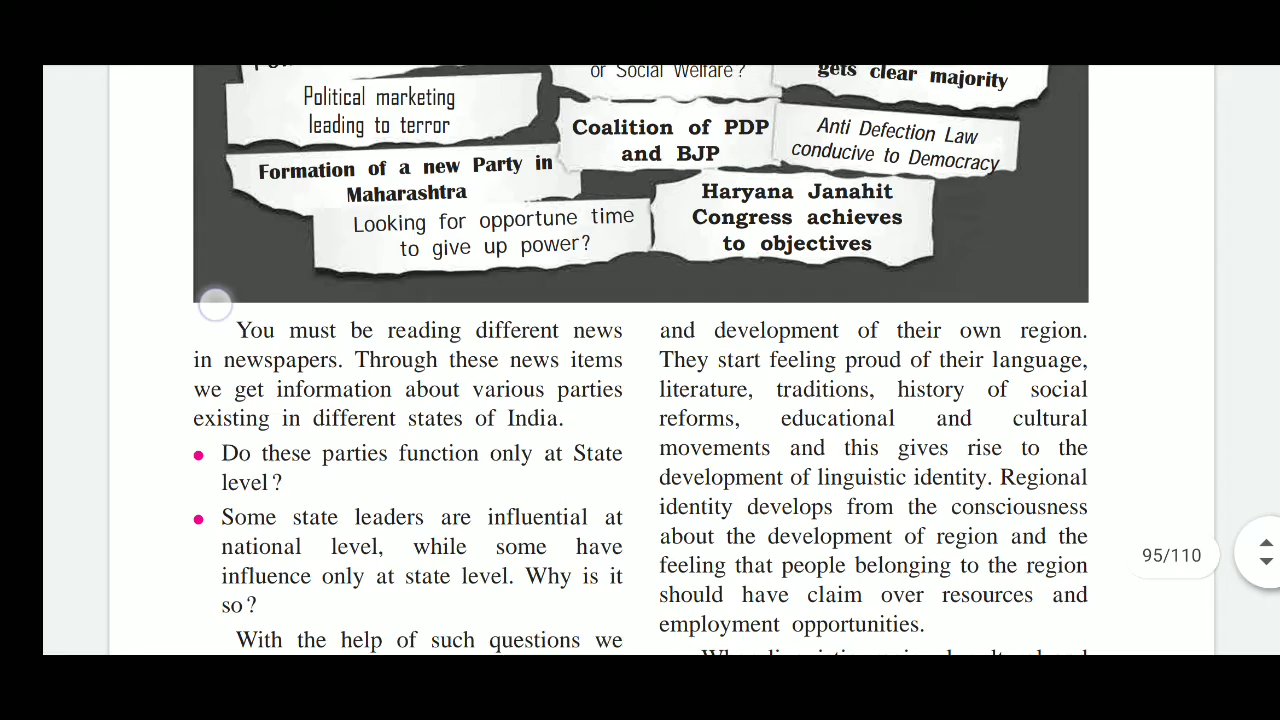 or Social Welfare?
gets clear majority
Political marketing
leading to terror
Coalition of PDP
and BJP
Anti Defection Law
conducive to Democracy
Formation of a new Party in
Maharashtra
Haryana Janahit
Congress achieves
to objectives
Looking for opportune time
to give up power?
You must be reading different news
in newspapers. Through these news items
we get information about various parties
existing in different states of India.
Do these parties function only at State
level?
Some state leaders are influential at
national level, while some have
influence only at state level. Why is it
so?
With the help of such questions we
and development of their own region.
They start feeling proud of their language,
literature, traditions, history of social
reforms, educational and cultural
movements and this gives rise to the
development of linguistic identity. Regional
identity develops from the consciousness
about the development of region and the
feeling that people belonging to the region
should have claim over resources and
employment opportunities.
95/110